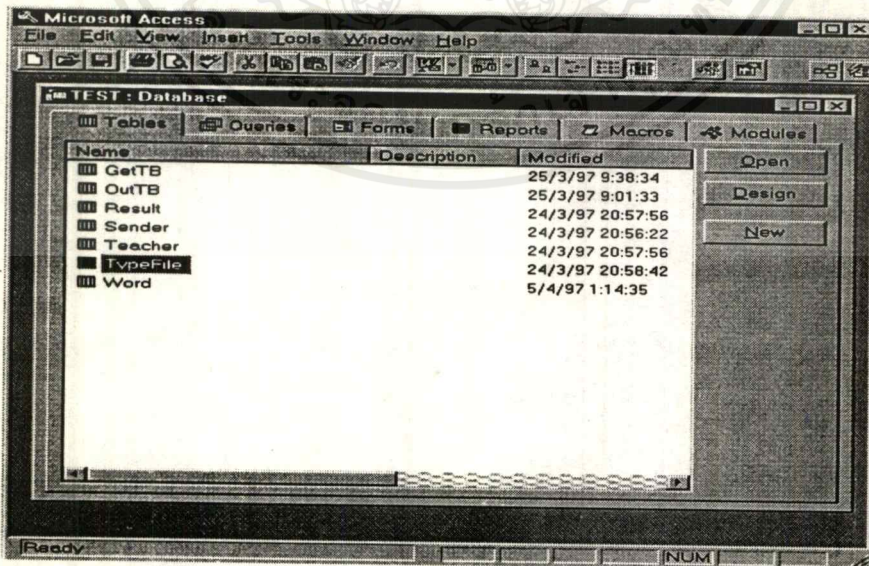 Microsoft Access
File Edit View Insert Tools Window Help
TEST : Database
Tables Queries Forms Reports Macros Modules
Name Description Modified
GetTB 25/3/97 9:38:34
OutTB 25/3/97 9:01:33
Result 24/3/97 20:57:56
Sender 24/3/97 20:56:22
Teacher 24/3/97 20:57:56
TypeFile 24/3/97 20:58:42
Word 5/4/97 1:14:35
Open
Design
New
Ready NUM